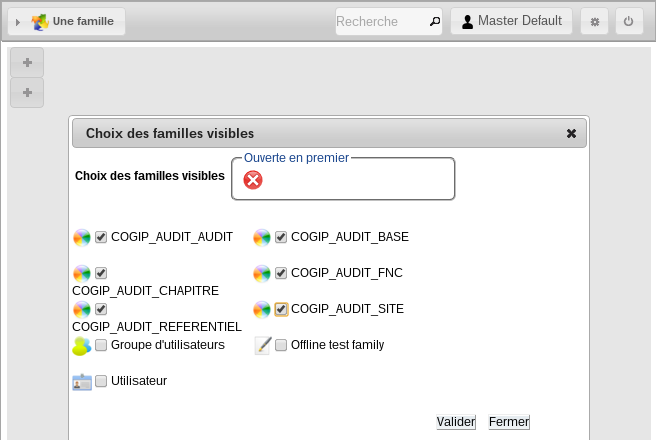 Une famille
Recherche
Master Default
Choix des familles visibles
Ouverte en premier
Choix des familles visibles
COGIP_AUDIT_AUDIT
COGIP_AUDIT_BASE
COGIP_AUDIT_CHAPITRE
COGIP_AUDIT_FNC
COGIP_AUDIT_REFERENTIEL
COGIP_AUDIT_SITE
Groupe d'utilisateurs
Offline test family
Utilisateur
Valider
Fermer